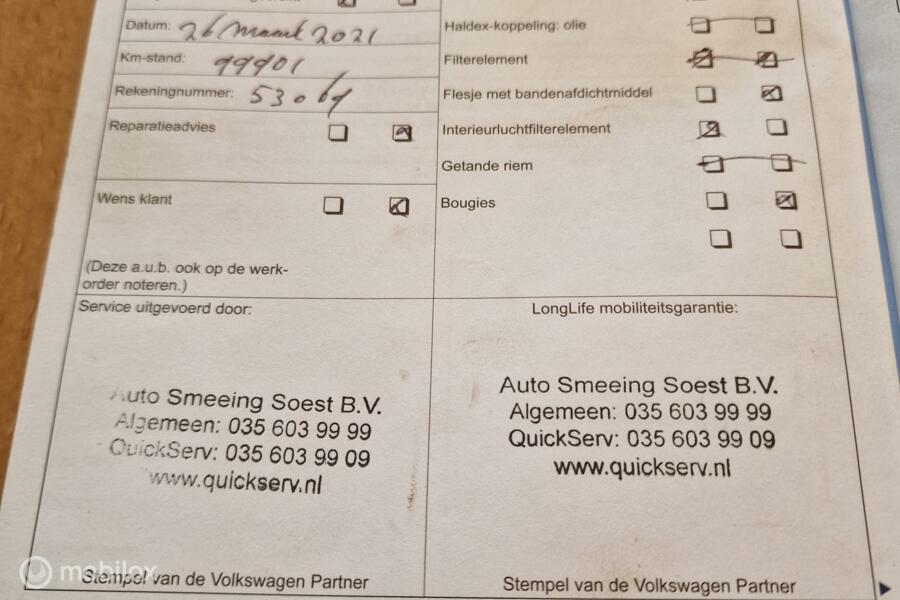 Datum: 26 Maart 2021
Km-stand: 99901
Rekeningnummer: 53069
Reparatieadvies
Wens klant
(Deze a.u.b. ook op de werk-
order noteren.)
Haldex-koppeling: olie
Filterelement
Flesje met bandenafdichtmiddel
Interieurluchtfilterelement
Getande riem
Bougies
Service uitgevoerd door:
Auto Smeeing Soest B.V.
Algemeen: 035 603 99 99
QuickServ: 035 603 99 09
www.quickserv.nl
Stempel van de Volkswagen Partner
LongLife mobiliteitsgarantie:
Auto Smeeing Soest B.V.
Algemeen: 035 603 99 99
QuickServ: 035 603 99 09
www.quickserv.nl
Stempel van de Volkswagen Partner
mobilox